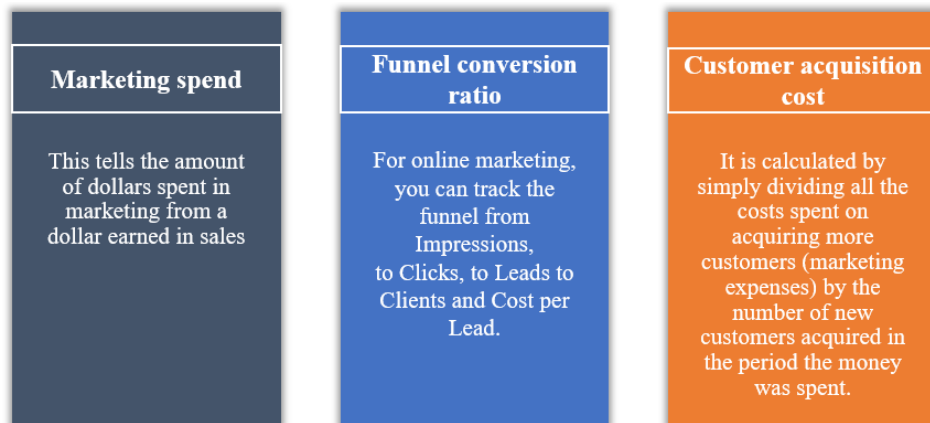 Marketing spend
This tells the amount
of dollars spent in
marketing from a
dollar earned in sales
Funnel conversion
ratio
For online marketing,
you can track the
funnel from
Impressions,
to Clicks, to Leads to
Clients and Cost per
Lead.
Customer acquisition
cost
It is calculated by
simply dividing all the
costs spent on
acquiring more
customers (marketing
expenses) by the
number of new
customers acquired in
the period the money
was spent.